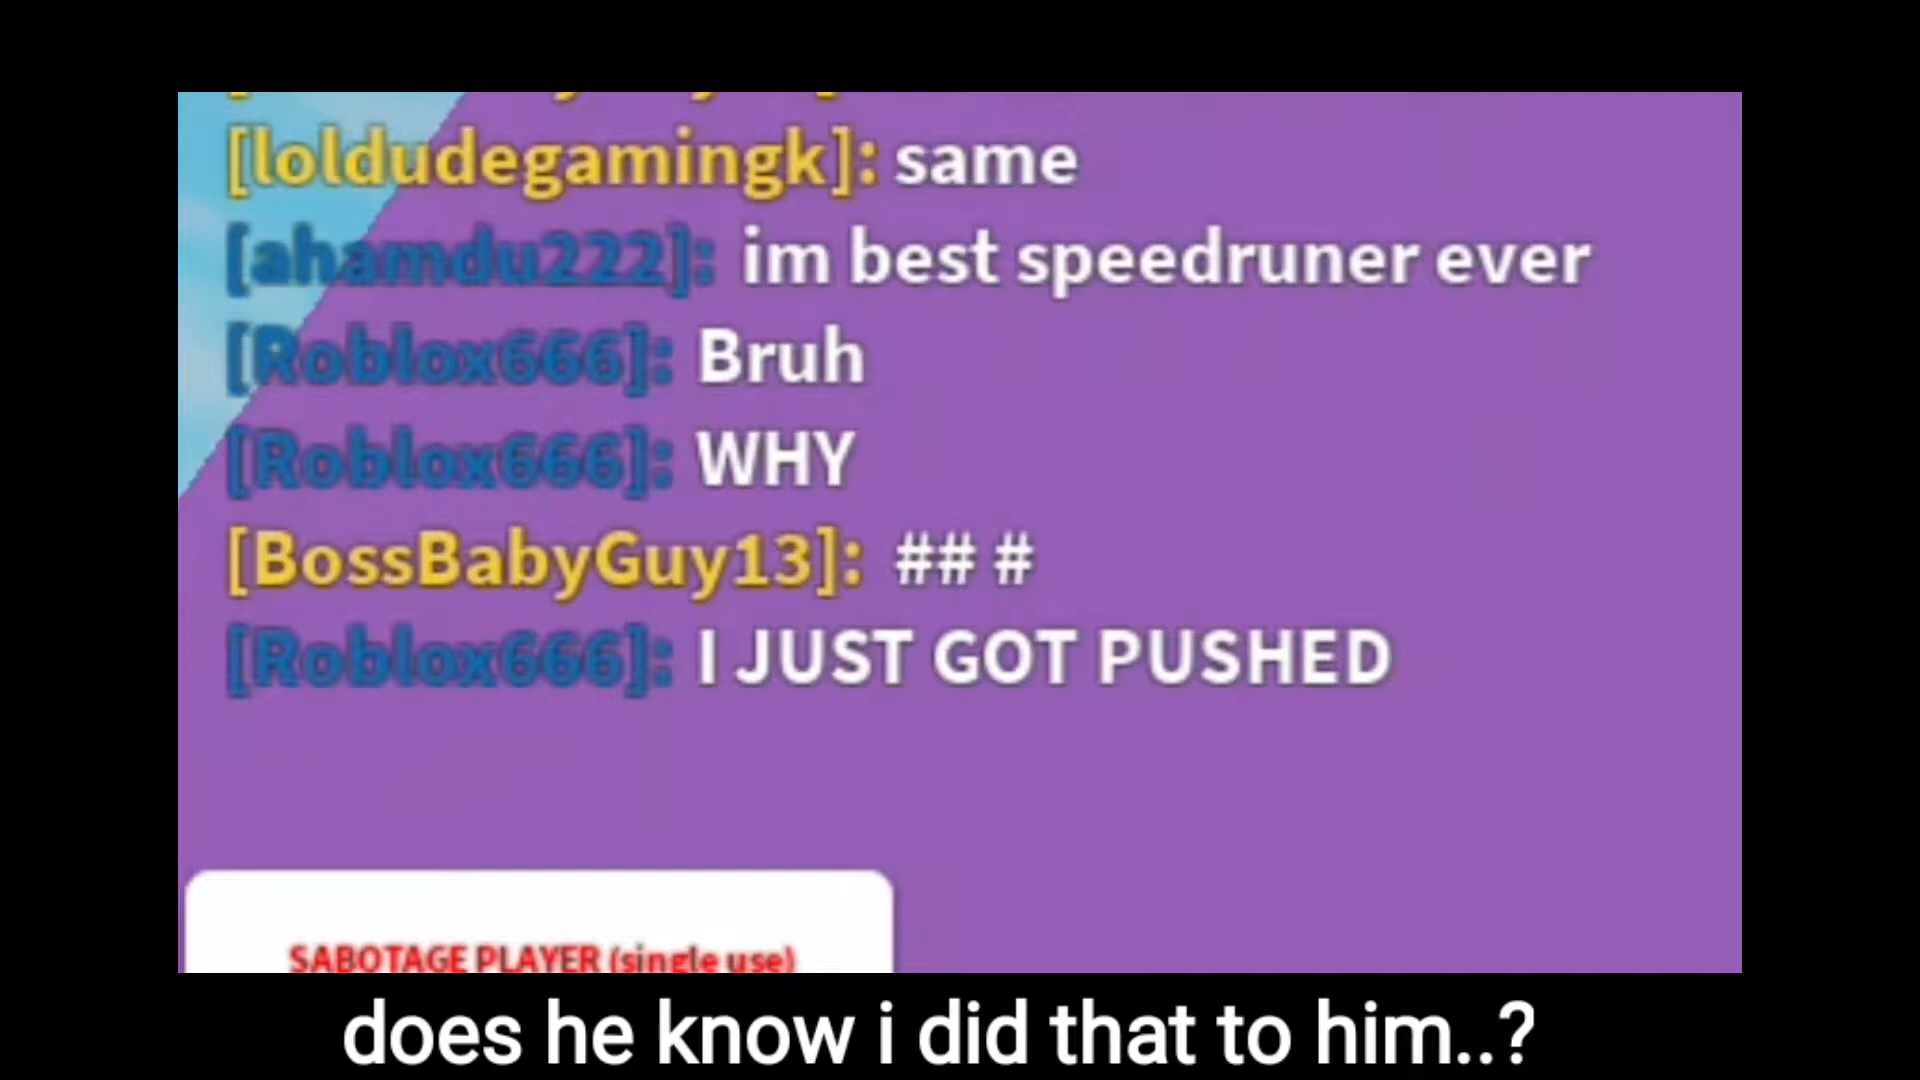 [loldudegamingk]: same
[ahamdu222]: im best speedruner ever
[Roblox666]: Bruh
[Roblox666]: WHY
[BossBabyGuy13]: ## #
[Roblox666]: I JUST GOT PUSHED
SABOTAGE PLAYER (single use)
does he know i did that to him..?